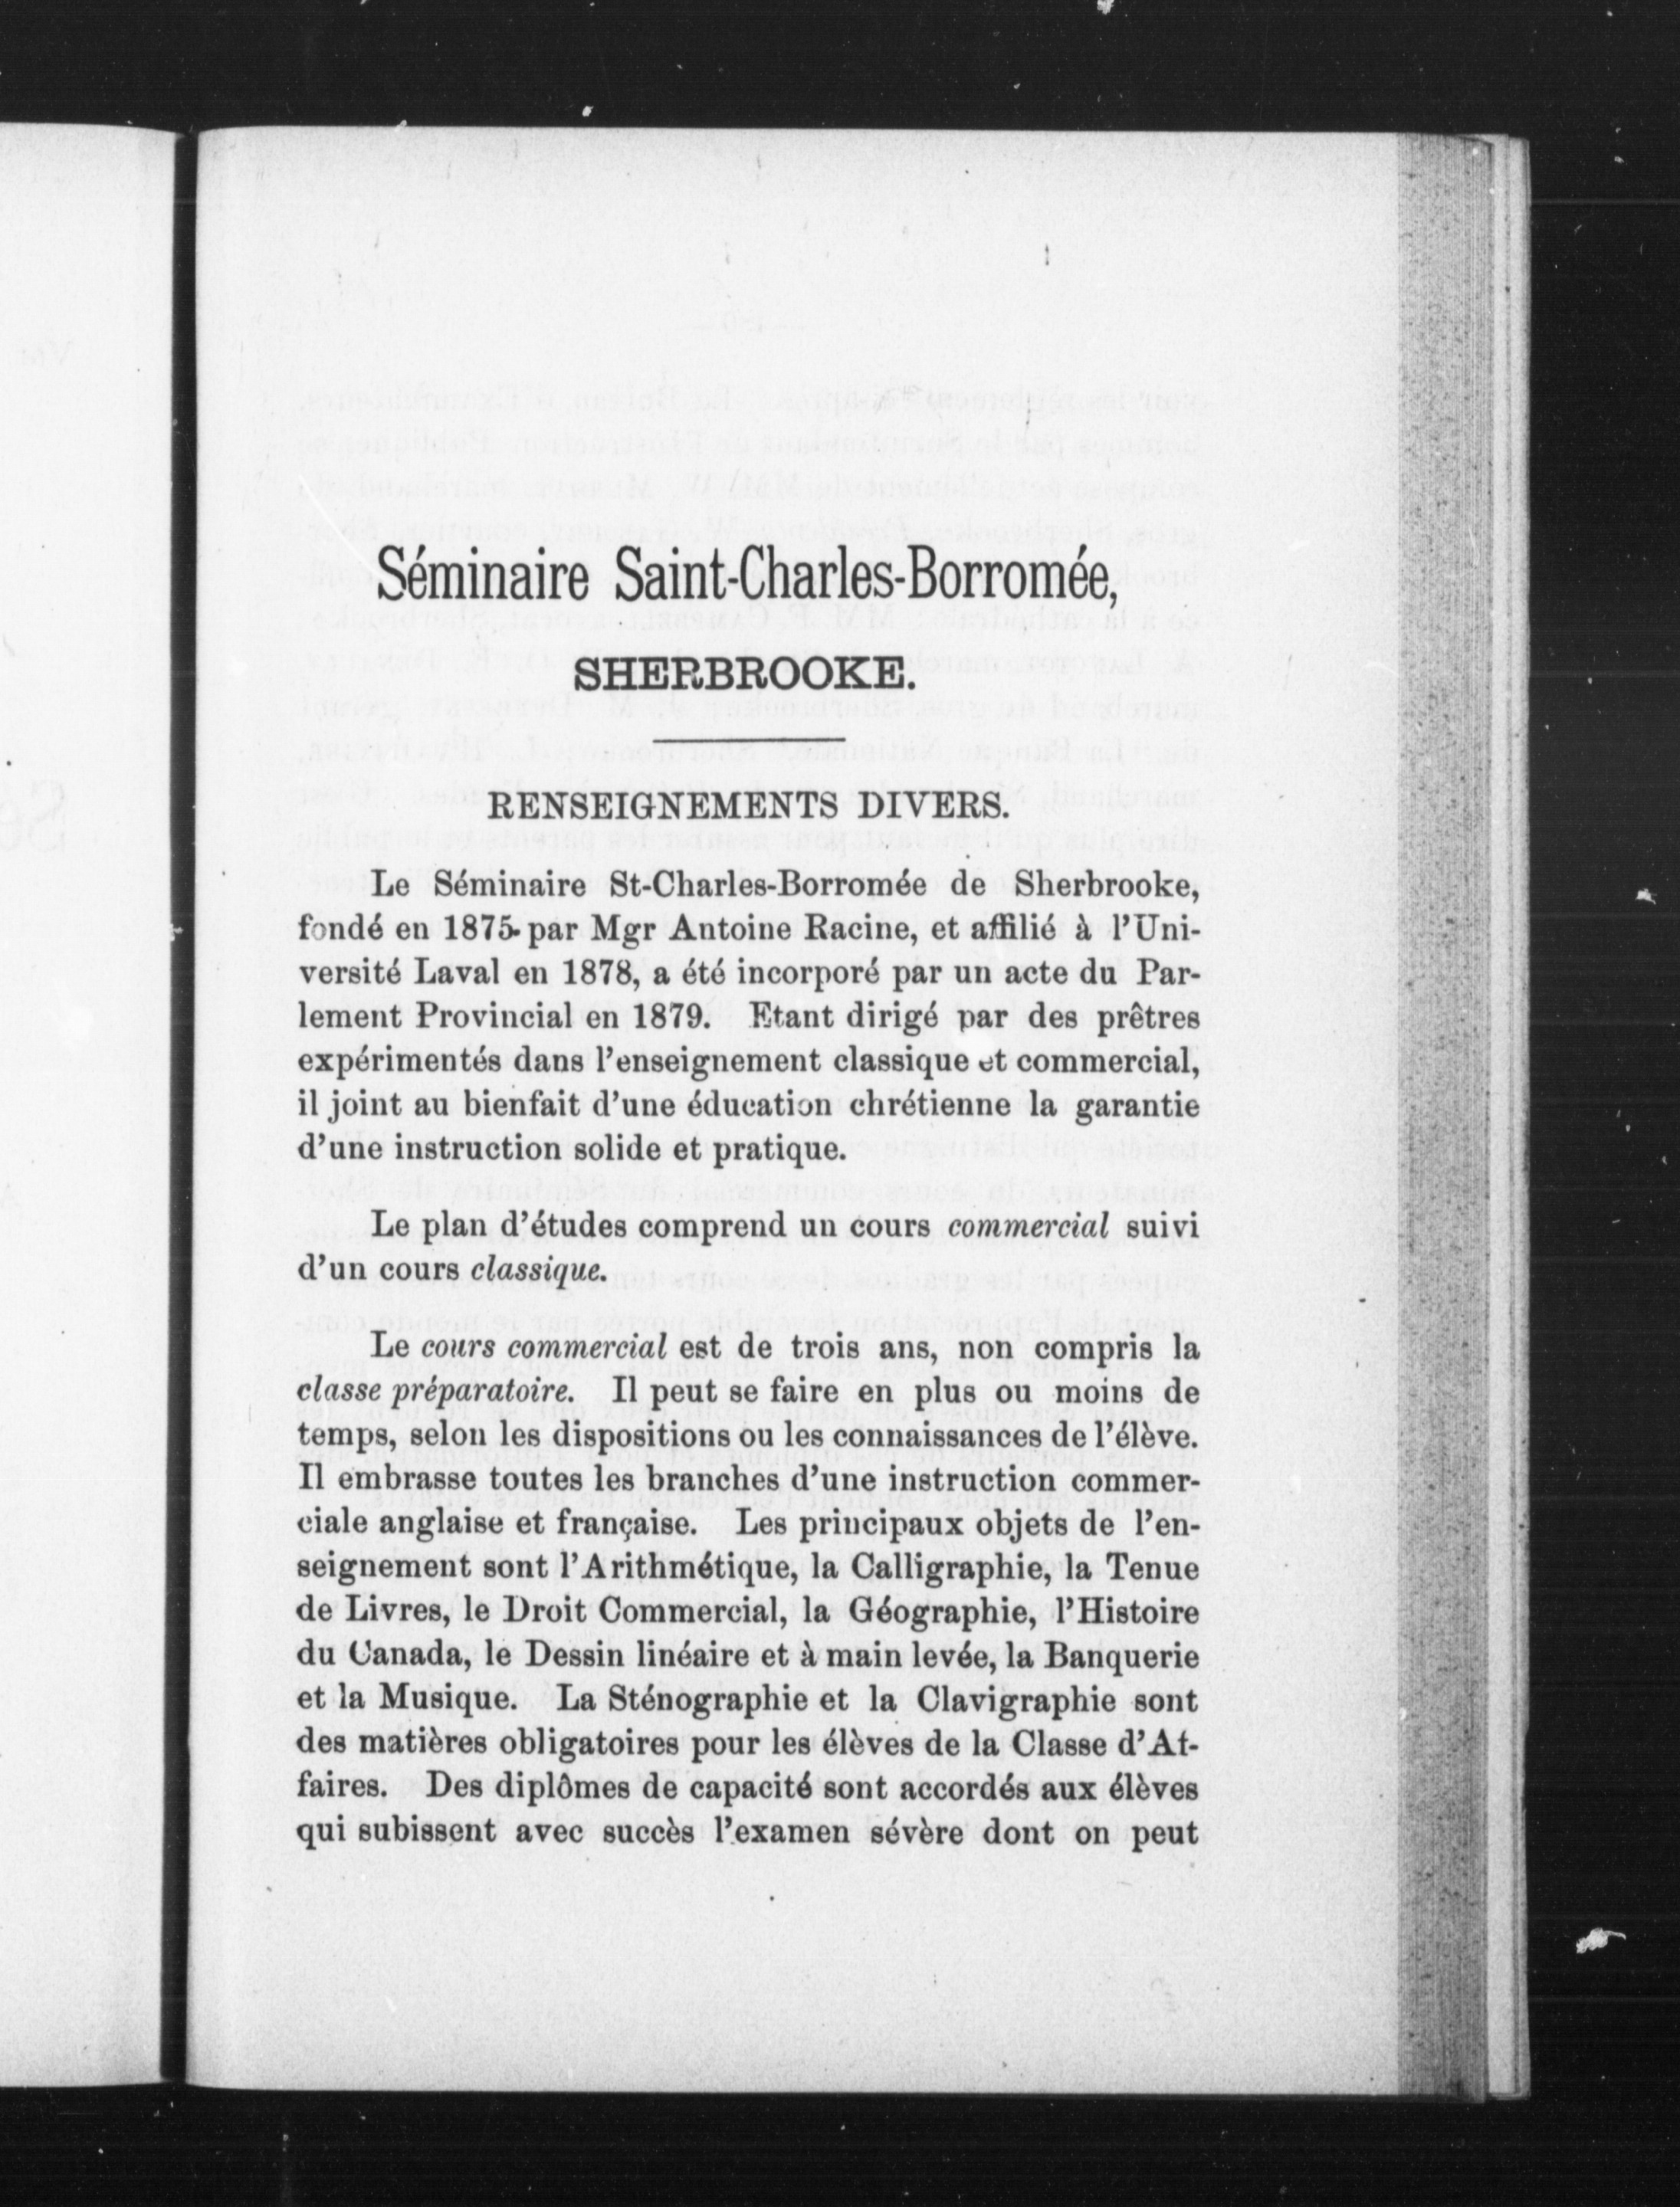 Séminaire Saint-Charles-Borromée,
SHERBROOKE.
RENSEIGNEMENTS DIVERS.
Le Séminaire St-Charles-Borromée de Sherbrooke,
fondé en 1875 par Mgr Antoine Racine, et affilié à l'Uni-
versité Laval en 1878, a été incorporé par un acte du Par-
lement Provincial en 1879. Etant dirigé par des prêtres
expérimentés dans l'enseignement classique et commercial,
il joint au bienfait d'une éducation chrétienne la garantie
d'une instruction solide et pratique.
Le plan d'études comprend un cours commercial suivi
d'un cours classique.
Le cours commercial est de trois ans, non compris la
classe préparatoire. Il peut se faire en plus ou moins de
temps, selon les dispositions ou les connaissances de l'élève.
Il embrasse toutes les branches d'une instruction commer-
ciale anglaise et française. Les principaux objets de l'en-
seignement sont l'Arithmétique, la Calligraphie, la Tenue
de Livres, le Droit Commercial, la Géographie, l'Histoire
du Canada, le Dessin linéaire et à main levée, la Banquerie
et la Musique. La Sténographie et la Clavigraphie sont
des matières obligatoires pour les élèves de la Classe d'Af-
faires. Des diplômes de capacité sont accordés aux élèves
qui subissent avec succès l'examen sévère dont on peut